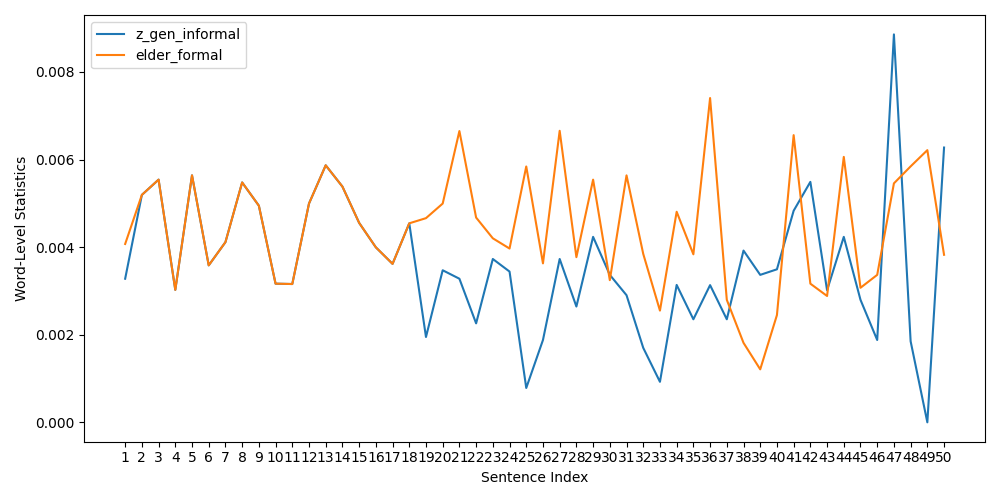 z_gen_informal
elder_formal
0.008
0.006
0.004
0.002
0.000
Word-Level Statistics
1 2 3 4 5 6 7 8 9 10 11 12 13 14 15 16 17 18 19 20 21 22 23 24 25 26 27 28 29 30 31 32 33 34 35 36 37 38 39 40 41 42 43 44 45 46 47 48 49 50
Sentence Index